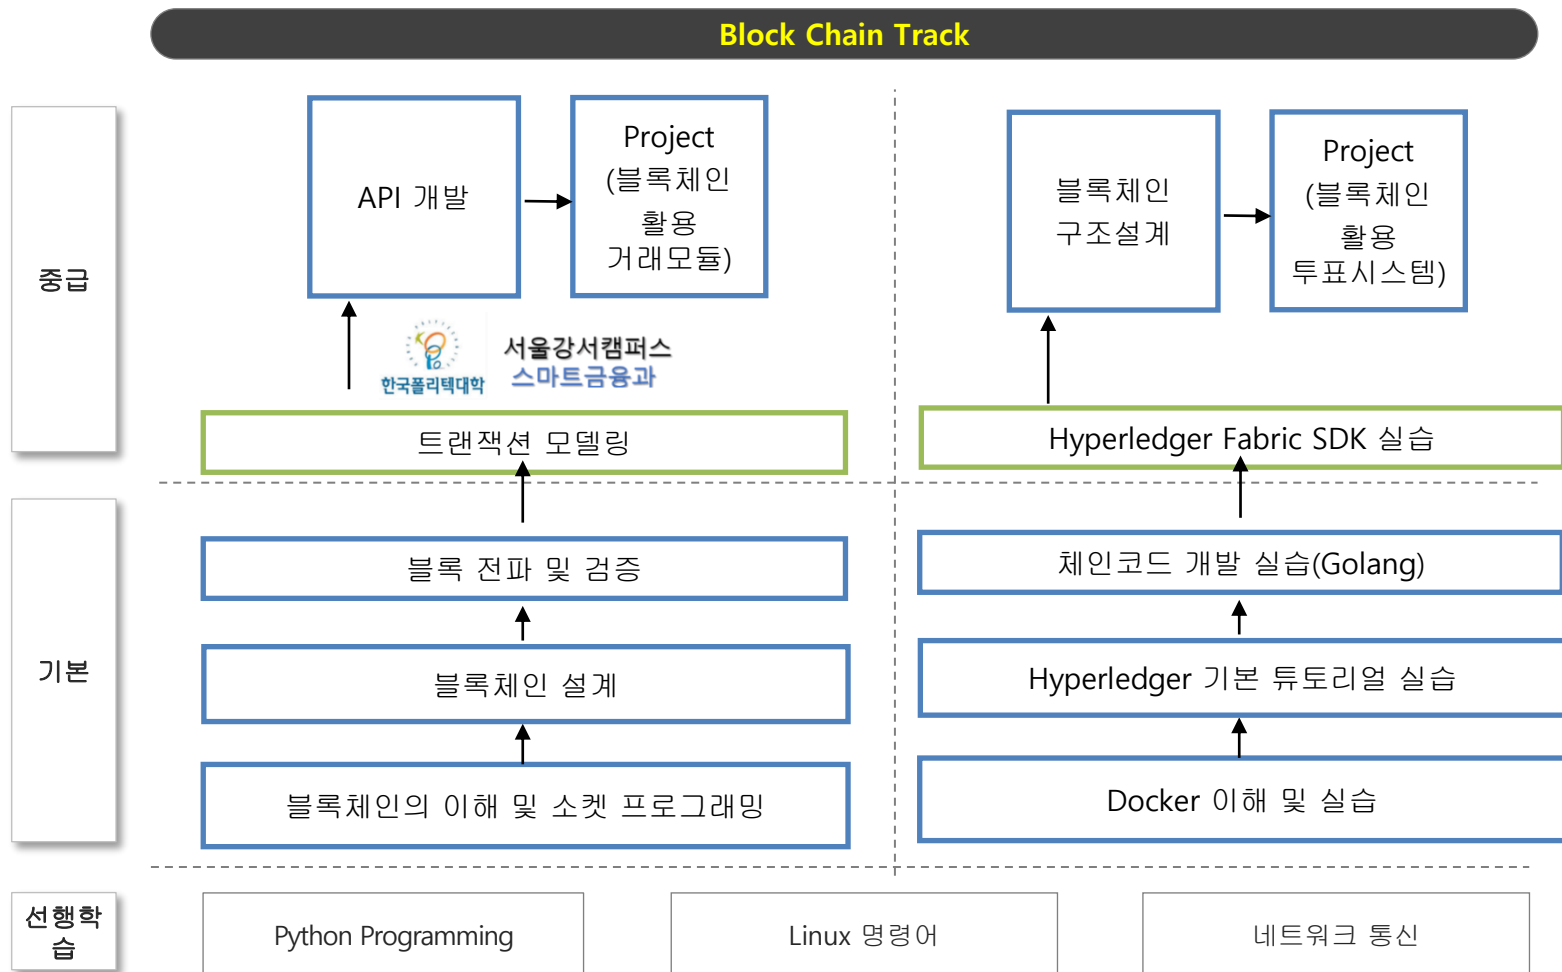 Block Chain Track
중급
API 개발
Project
(블록체인
활용
거래모듈)
블록체인
구조설계
Project
(블록체인
활용
투표시스템)
한국폴리텍대학
서울강서캠퍼스
스마트금융과
트랜잭션 모델링
Hyperledger Fabric SDK 실습
기본
블록 전파 및 검증
체인코드 개발 실습(Golang)
블록체인 설계
Hyperledger 기본 튜토리얼 실습
블록체인의 이해 및 소켓 프로그래밍
Docker 이해 및 실습
선행학
습
Python Programming
Linux 명령어
네트워크 통신